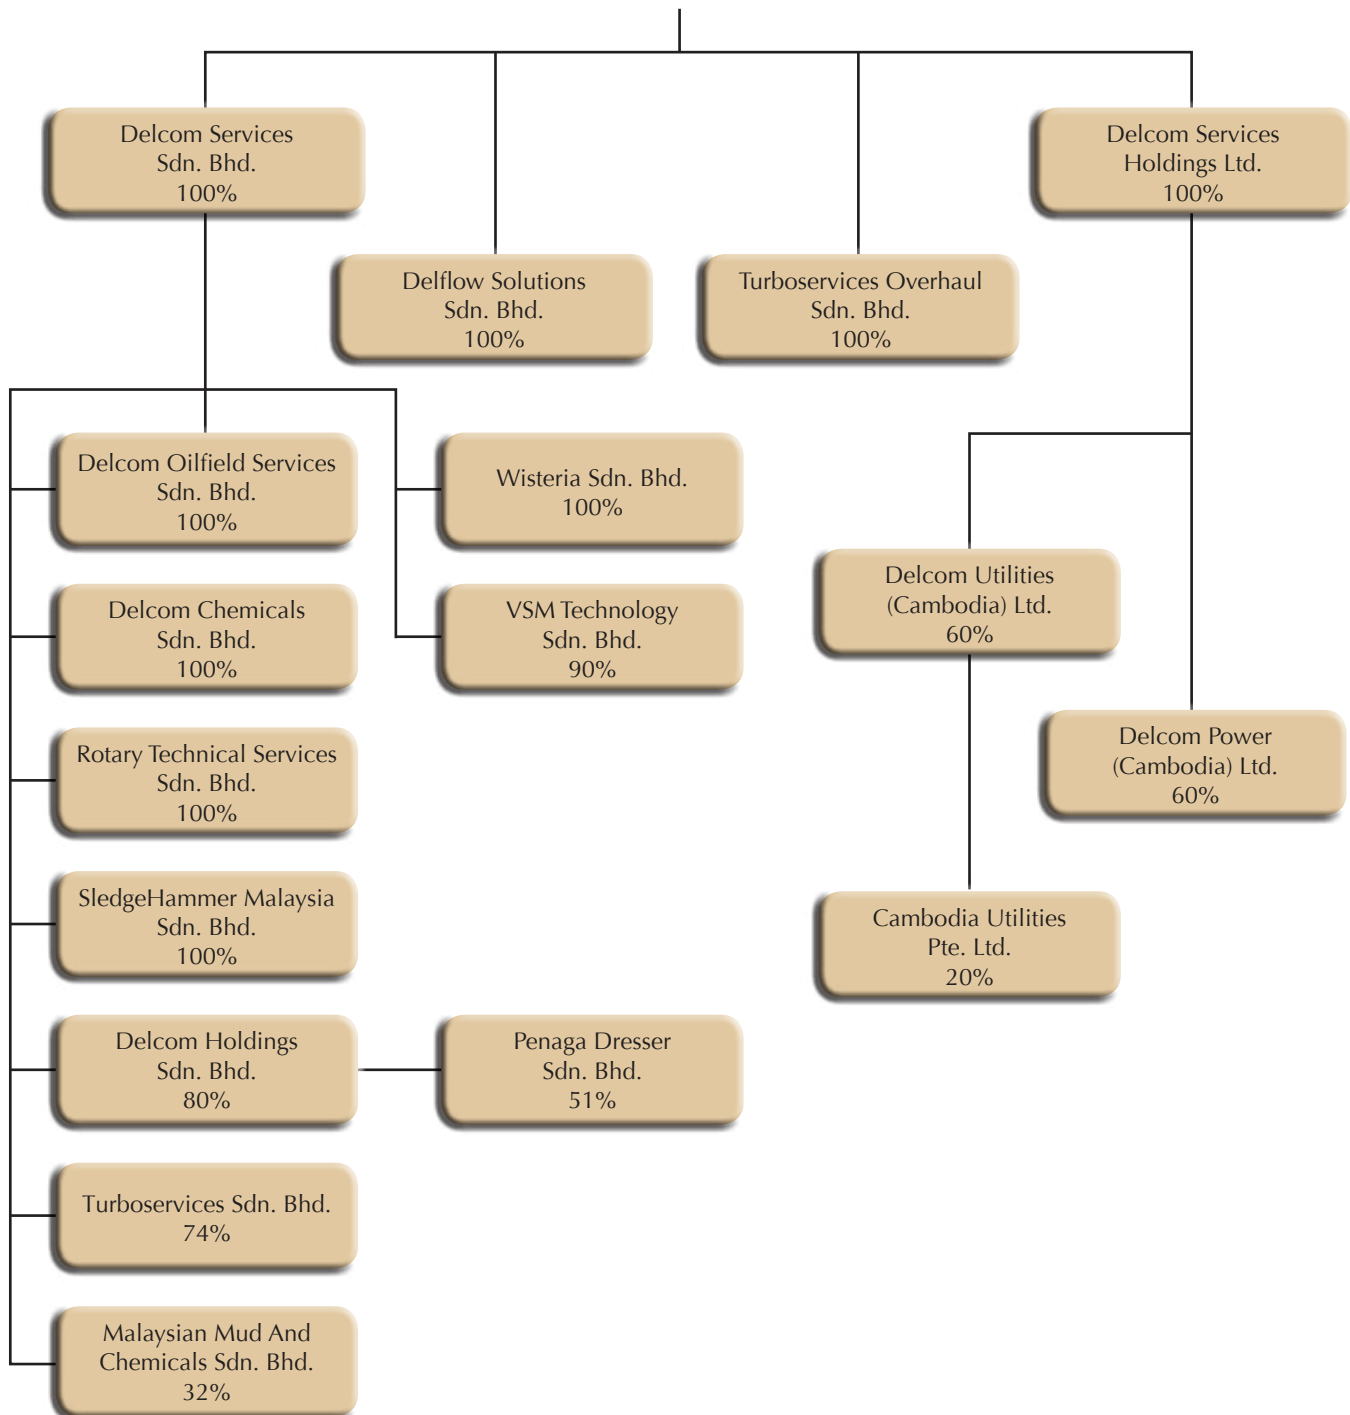 Delcom Services
Sdn. Bhd.
100%
Delcom Services
Holdings Ltd.
100%
Delflow Solutions
Sdn. Bhd.
100%
Turboservices Overhaul
Sdn. Bhd.
100%
Delcom Oilfield Services
Sdn. Bhd.
100%
Wisteria Sdn. Bhd.
100%
Delcom Utilities
(Cambodia) Ltd.
60%
Delcom Chemicals
Sdn. Bhd.
100%
VSM Technology
Sdn. Bhd.
90%
Rotary Technical Services
Sdn. Bhd.
100%
Delcom Power
(Cambodia) Ltd.
60%
SledgeHammer Malaysia
Sdn. Bhd.
100%
Cambodia Utilities
Pte. Ltd.
20%
Delcom Holdings
Sdn. Bhd.
80%
Penaga Dresser
Sdn. Bhd.
51%
Turboservices Sdn. Bhd.
74%
Malaysian Mud And
Chemicals Sdn. Bhd.
32%